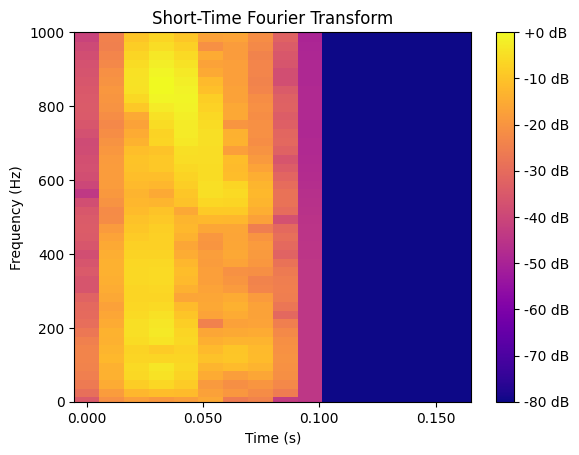 Short-Time Fourier Transform
1000
800
600
400
200
0
Frequency (Hz)
0.000
0.050
0.100
0.150
Time (s)
+0 dB
-10 dB
-20 dB
-30 dB
-40 dB
-50 dB
-60 dB
-70 dB
-80 dB